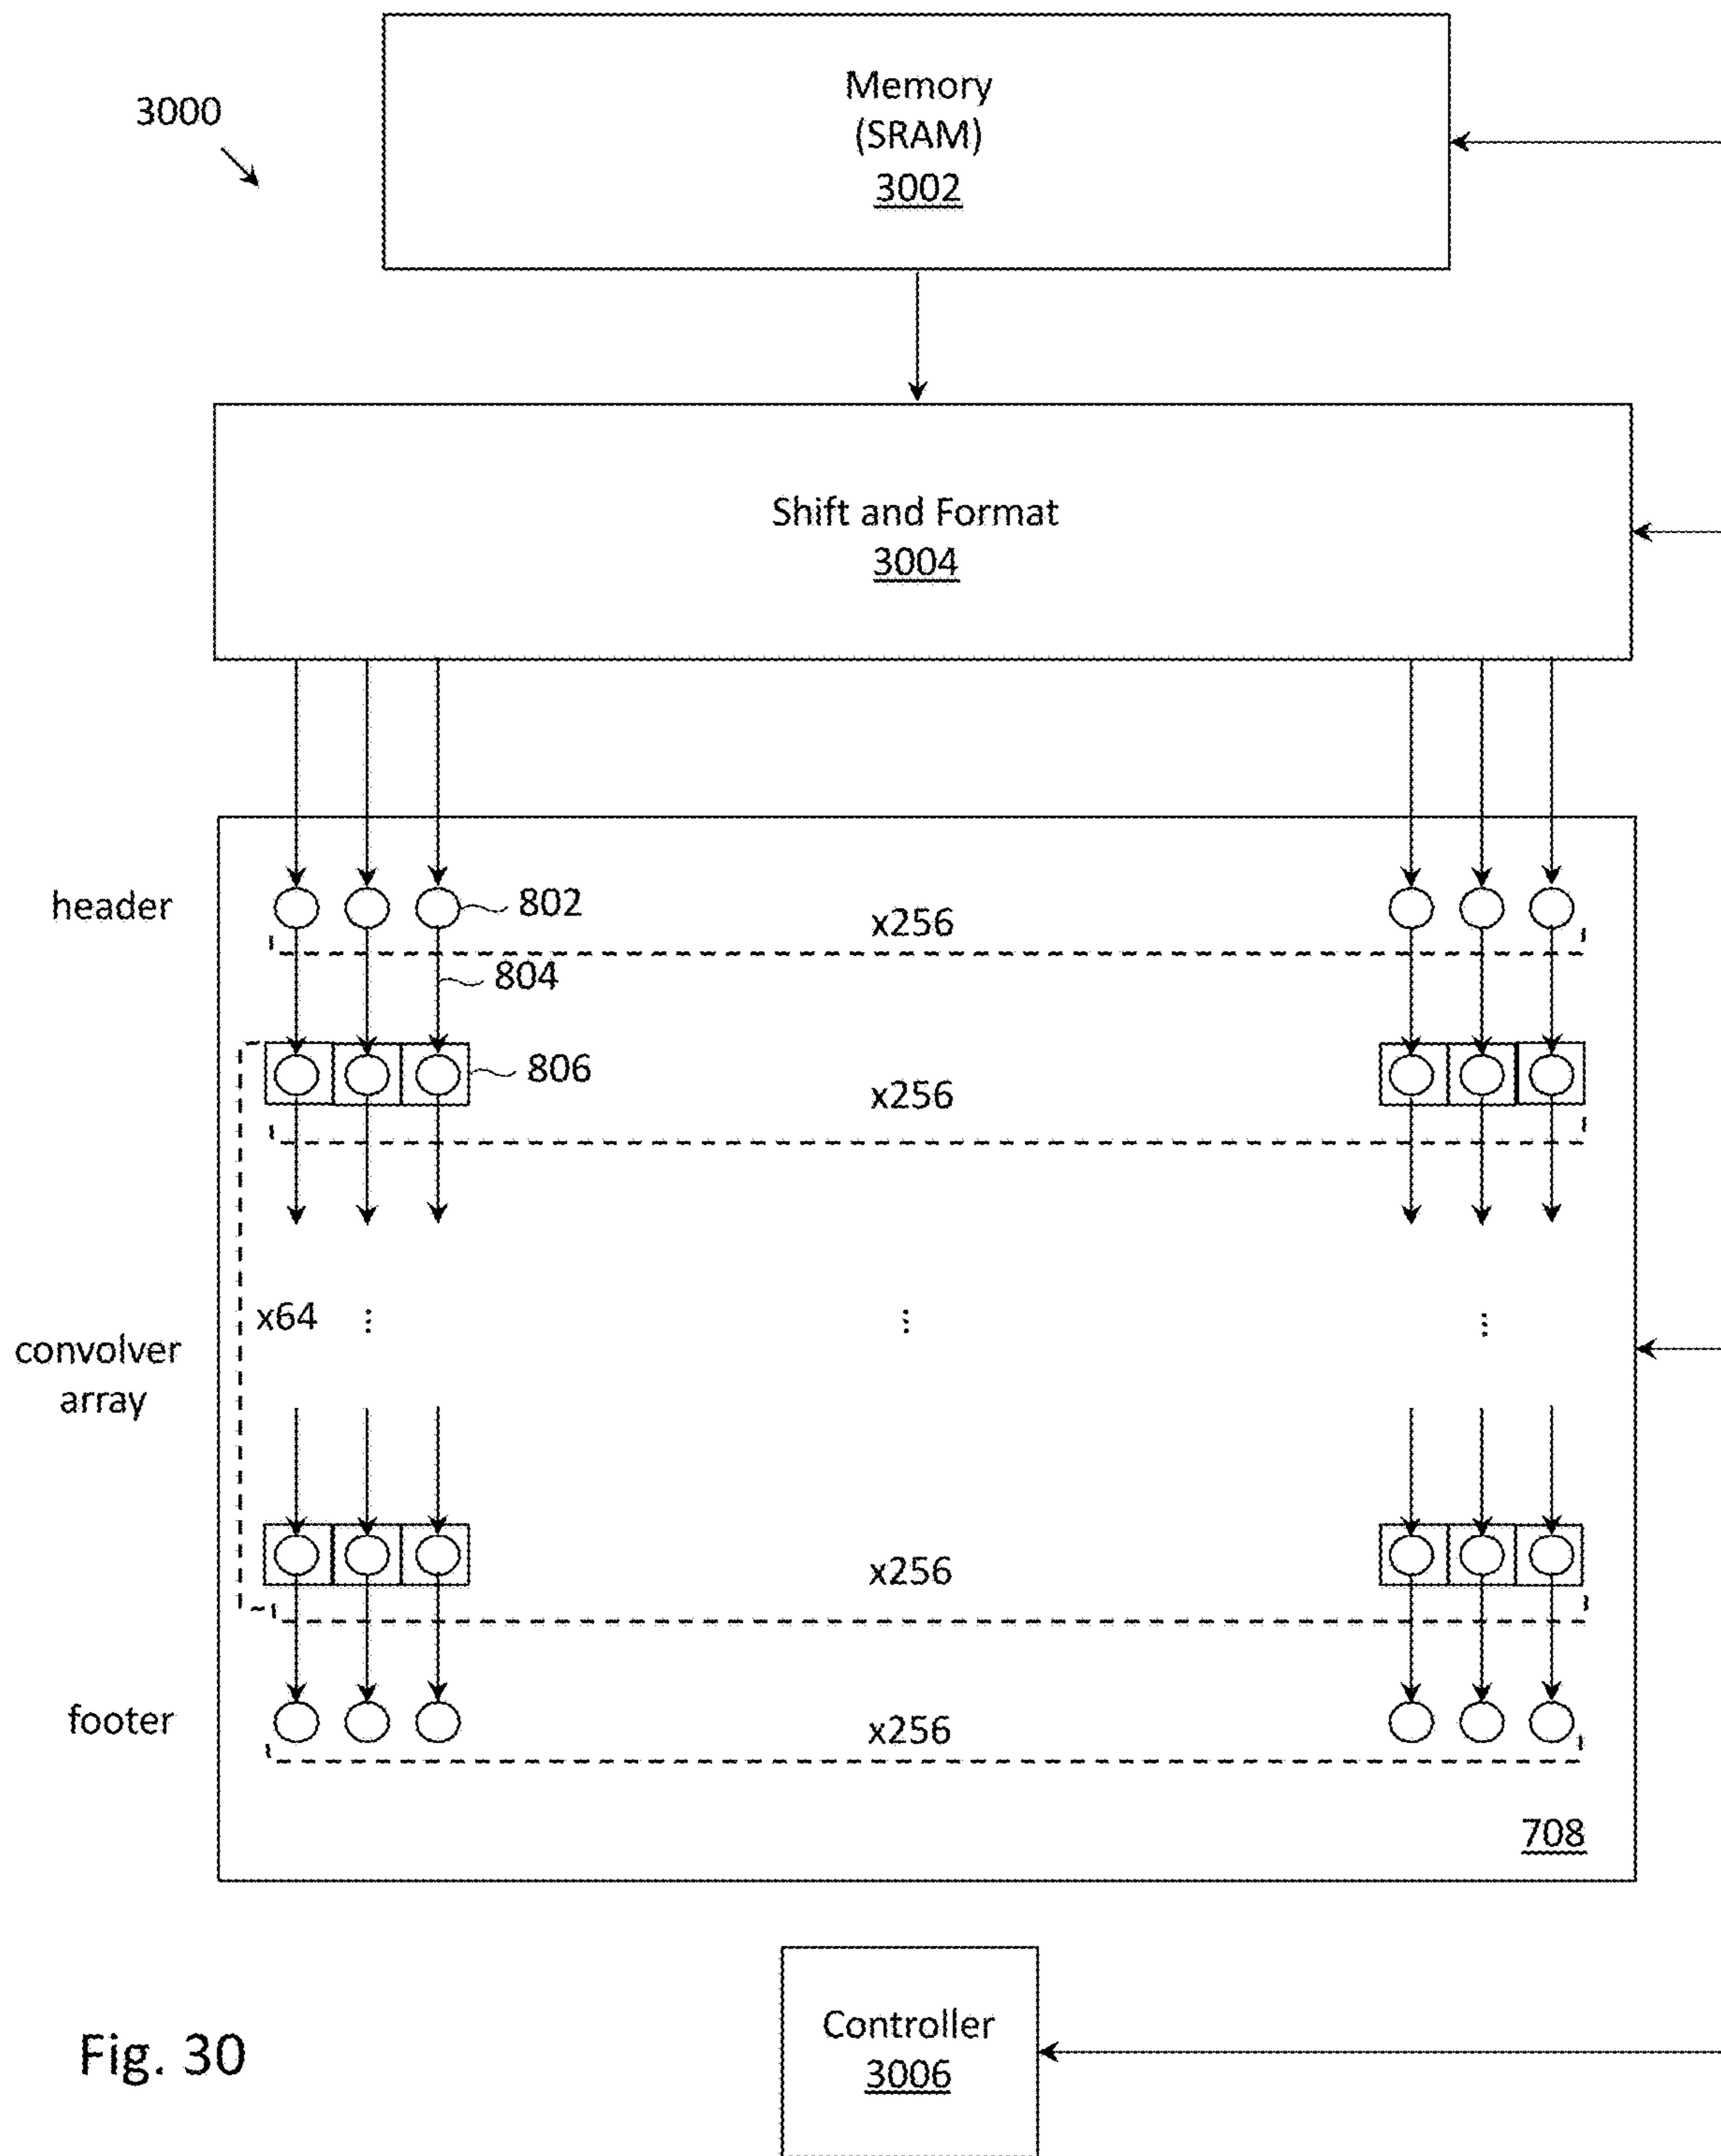 3000
Memory
(SRAM)
3002
Shift and Format
3004
header
802
x256
804
806
x256
x64
⋮
⋮
⋮
convolver
array
x256
footer
x256
708
Controller
3006
Fig. 30